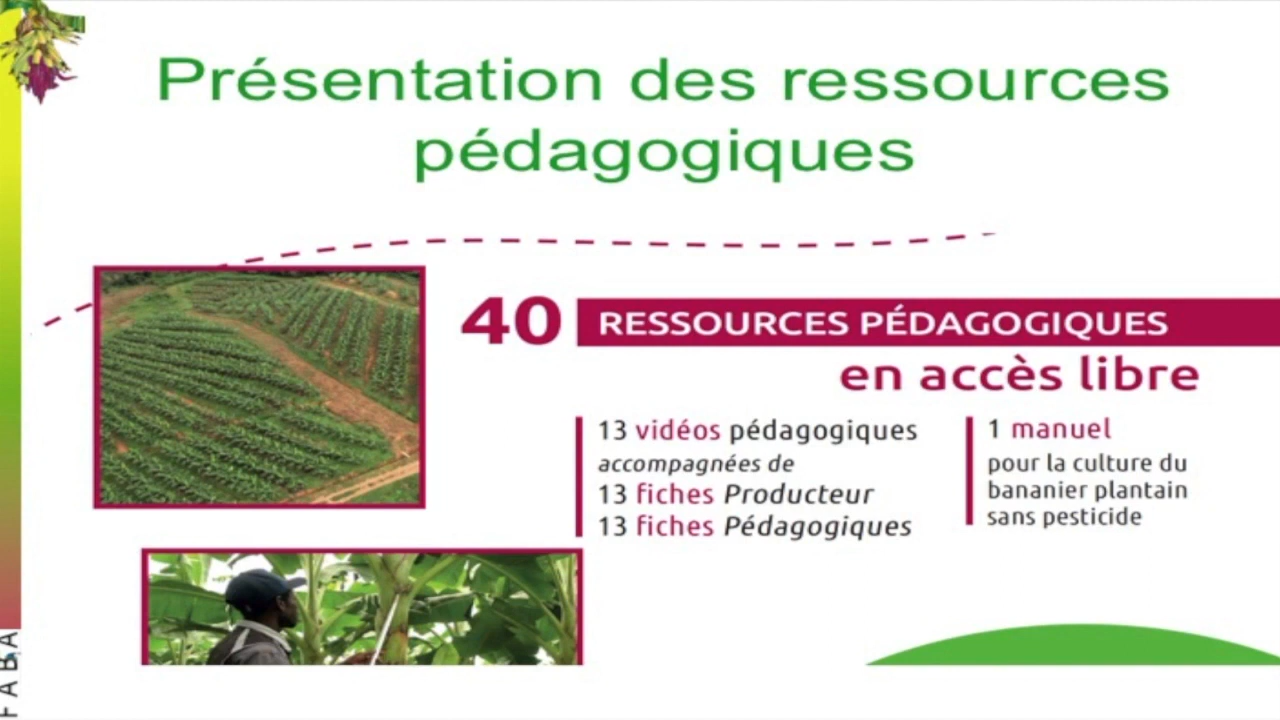 Présentation des ressources
pédagogiques
40 RESSOURCES PÉDAGOGIQUES
en accès libre
13 vidéos pédagogiques
accompagnées de
13 fiches Producteur
13 fiches Pédagogiques
1 manuel
pour la culture du
bananier plantain
sans pesticide
FABA